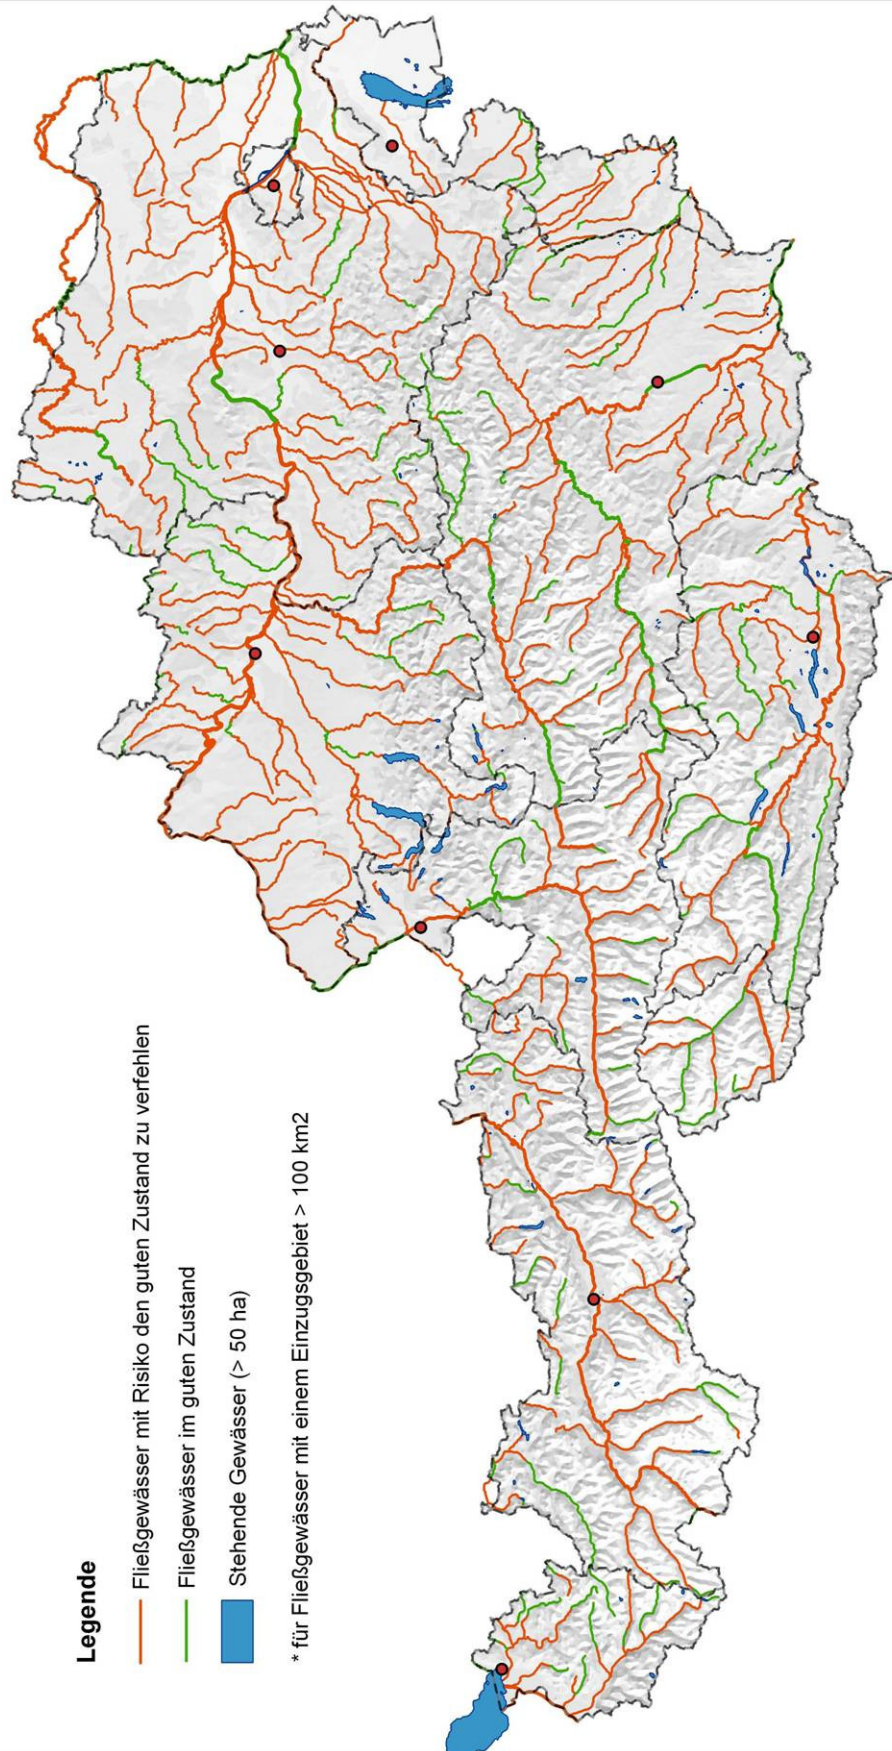 Legende
Fließgewässer mit Risiko den guten Zustand zu verfehlen
Fließgewässer im guten Zustand
Stehende Gewässer (> 50 ha)
* für Fließgewässer mit einem Einzugsgebiet > 100 km2